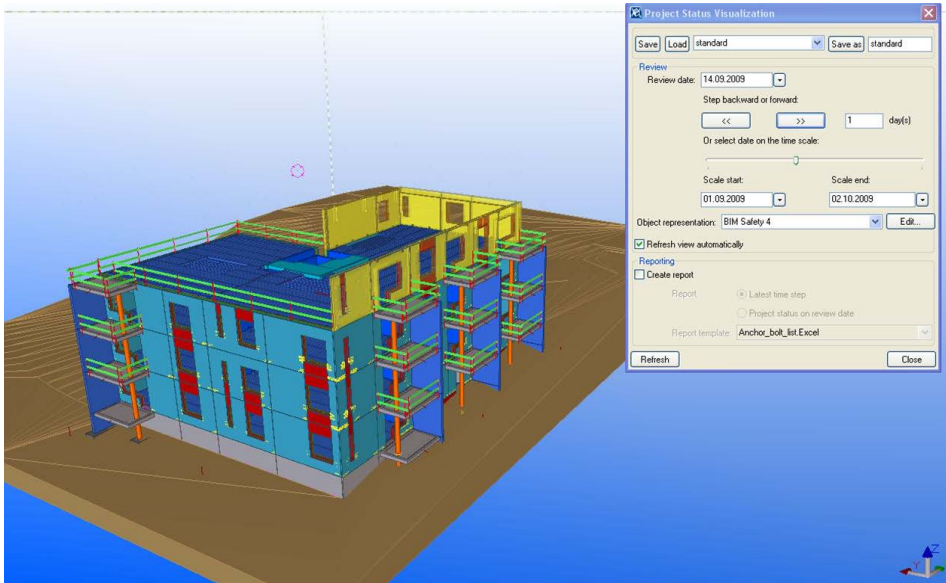 Project Status Visualization
Save Load standard Save as standard
Review
Review date: 14.09.2009
Step backward or forward:
<< >> 1 day(s)
Or select date on the time scale:
Scale start: Scale end:
01.09.2009 02.10.2009
Object representation: BIM Safety 4 Edit...
Refresh view automatically
Reporting
Create report
Report Latest time step
Project status on review date
Report template: Anchor_bolt_list.Excel
Refresh Close
Z
Y